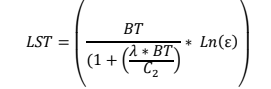 LST = ( BT / (1 + (λ * BT / C₂) * Ln(ε) )